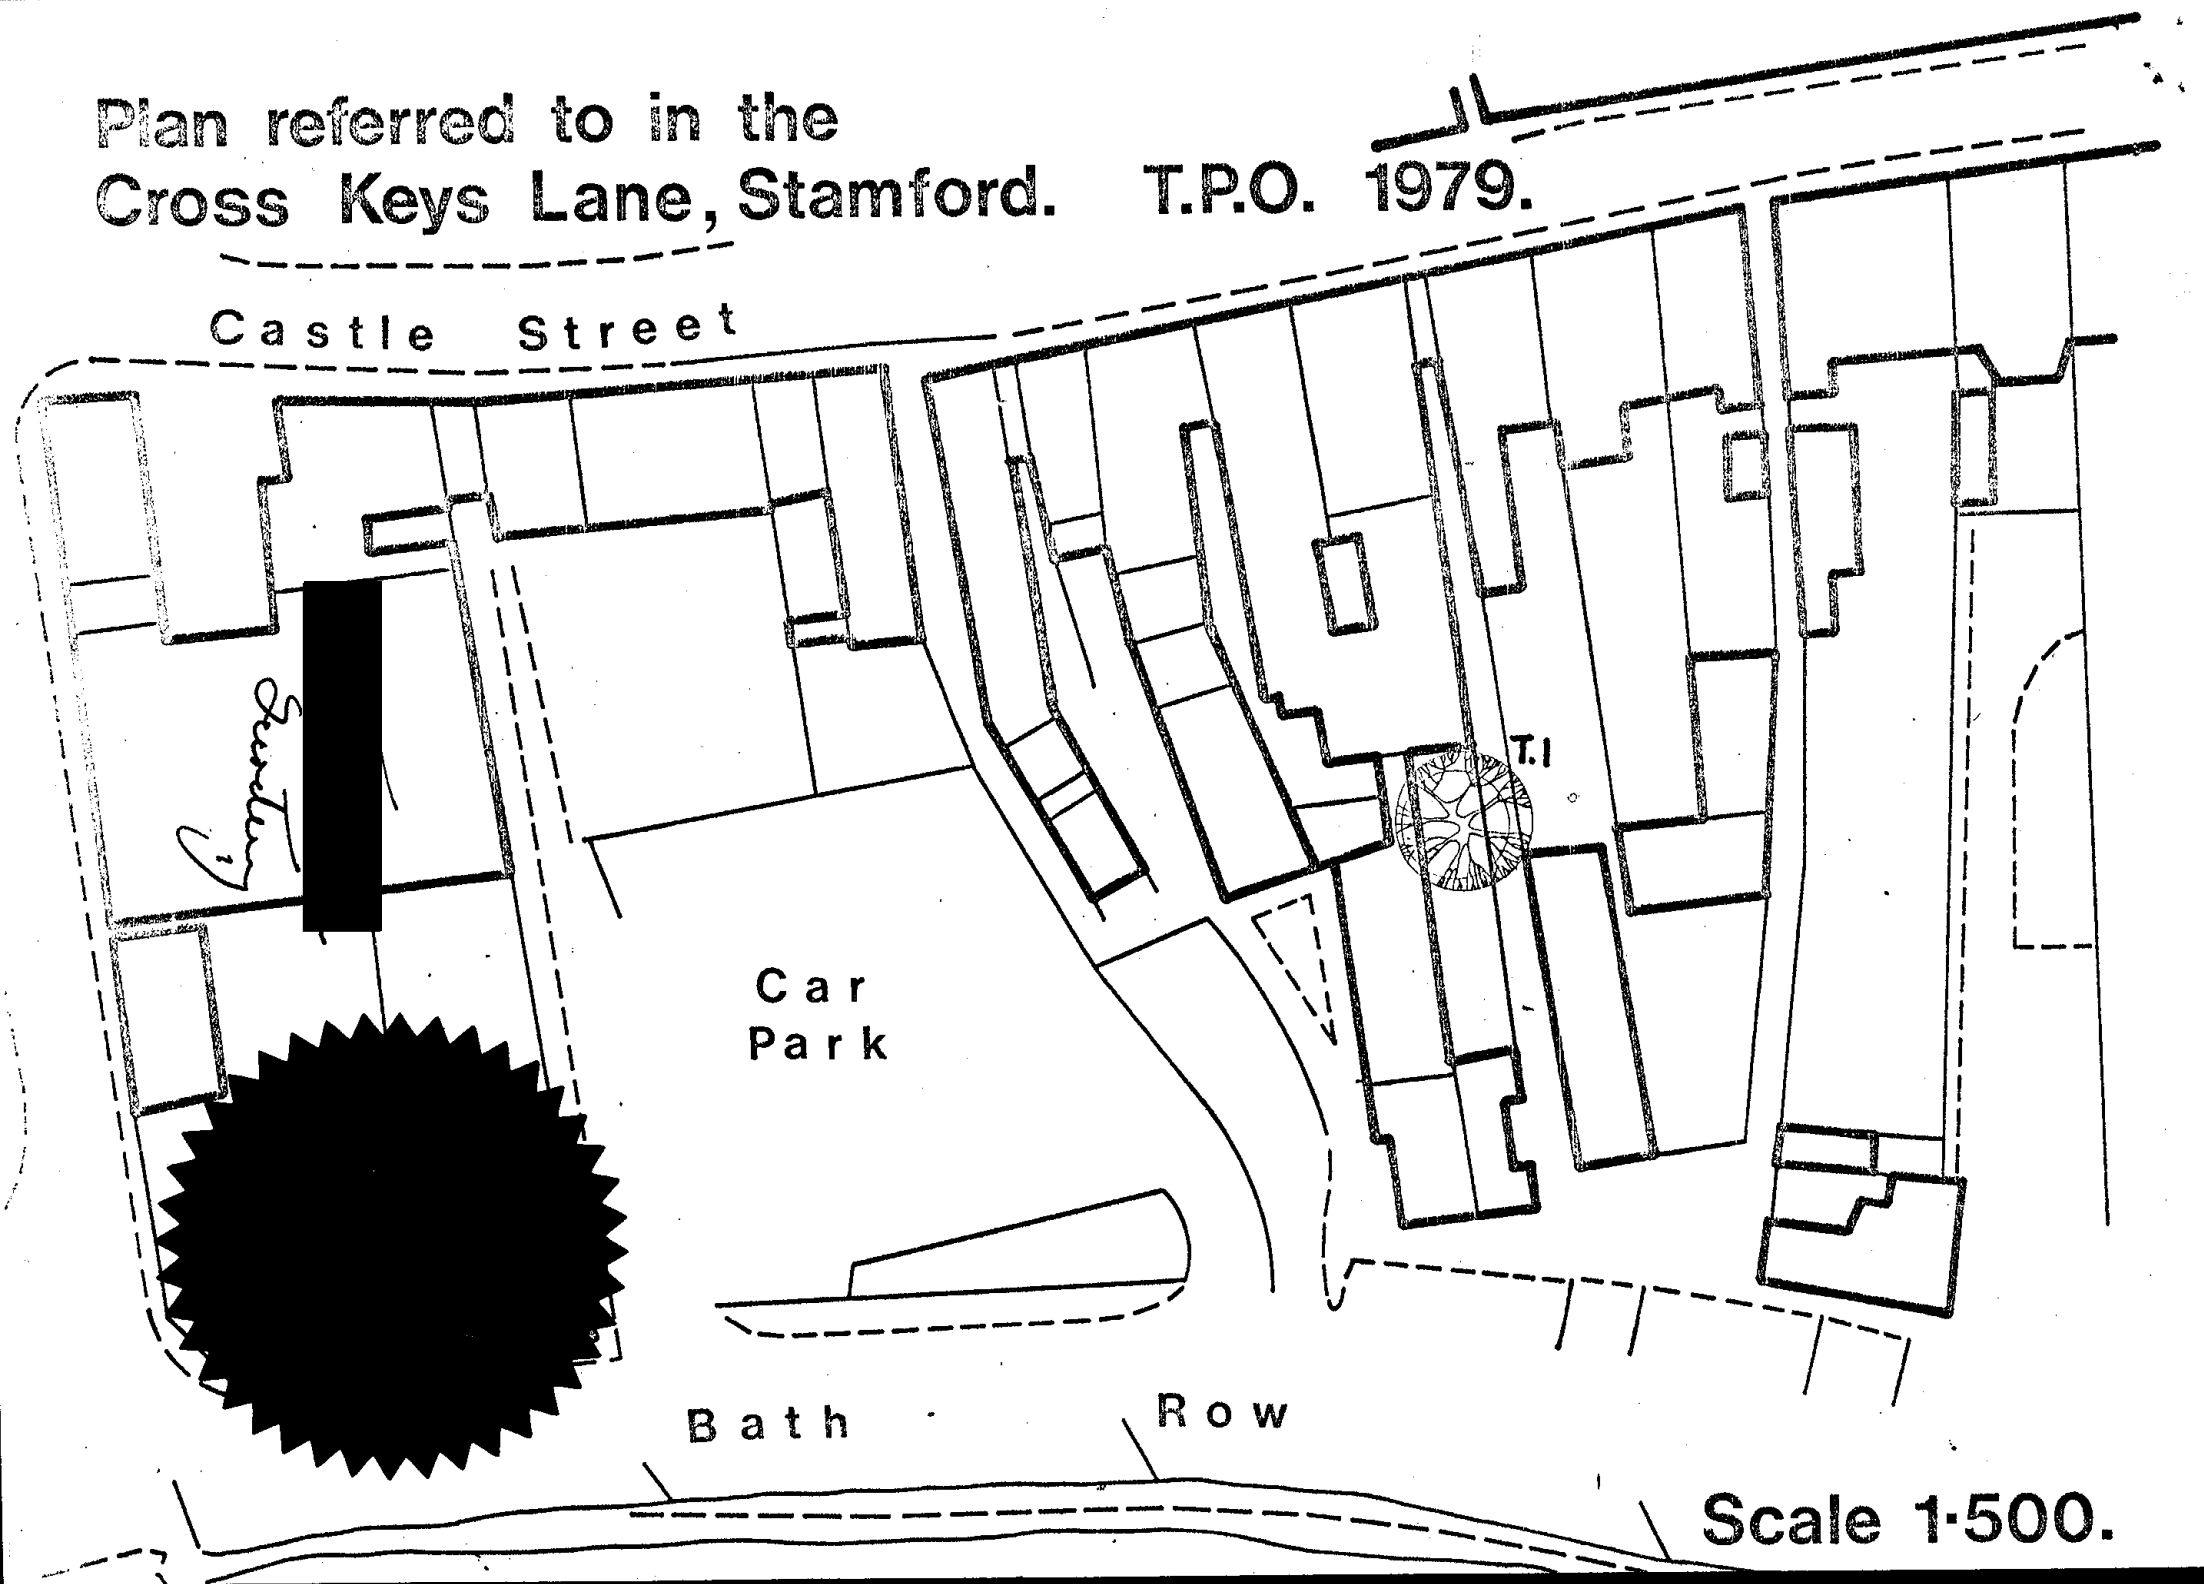 Plan referred to in the
Cross Keys Lane, Stamford. T.P.O. 1979.
Castle Street
Secretary
T.1
Car
Park
Bath Row
Scale 1·500.